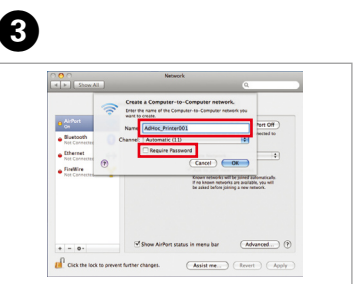 3
Network
Show All
Create a Computer-to-Computer network.
Enter the name of the Computer-to-Computer network you
want to create.
AirPort
Name: AdHoc_Printer001
Port Off
Bluetooth
Not Connected
Channel: Automatic (11)
Require Password
Ethernet
Not Connected
Cancel
OK
?
FireWire
Not Connected
Known networks will be joined automatically.
If no known networks are available, you will
be asked before joining a new network.
Show AirPort status in menu bar
Advanced...
?
Click the lock to prevent further changes.
Assist me...
Revert
Apply